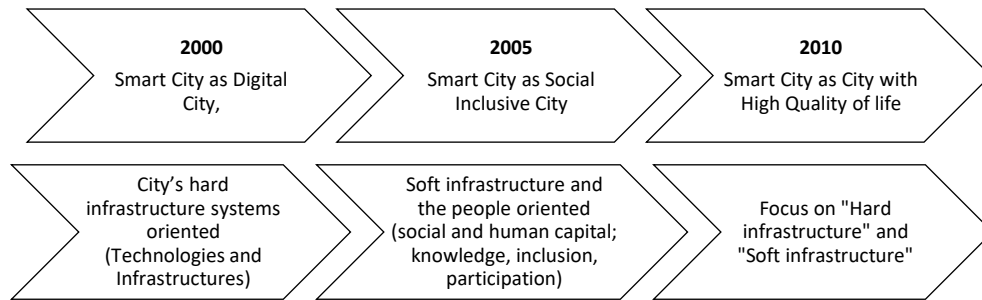 2000
Smart City as Digital
City,
2005
Smart City as Social
Inclusive City
2010
Smart City as City with
High Quality of life
City's hard
infrastructure systems
oriented
(Technologies and
Infrastructures)
Soft infrastructure and
the people oriented
(social and human capital;
knowledge, inclusion,
participation)
Focus on "Hard
infrastructure" and
"Soft infrastructure"